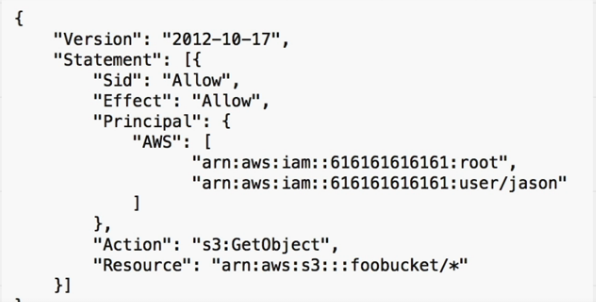 {
"Version": "2012-10-17",
"Statement": [{
"Sid": "Allow",
"Effect": "Allow",
"Principal": {
"AWS": [
"arn:aws:iam::616161616161:root",
"arn:aws:iam::616161616161:user/jason"
]
},
"Action": "s3:GetObject",
"Resource": "arn:aws:s3:::foobucket/*"
}]
}